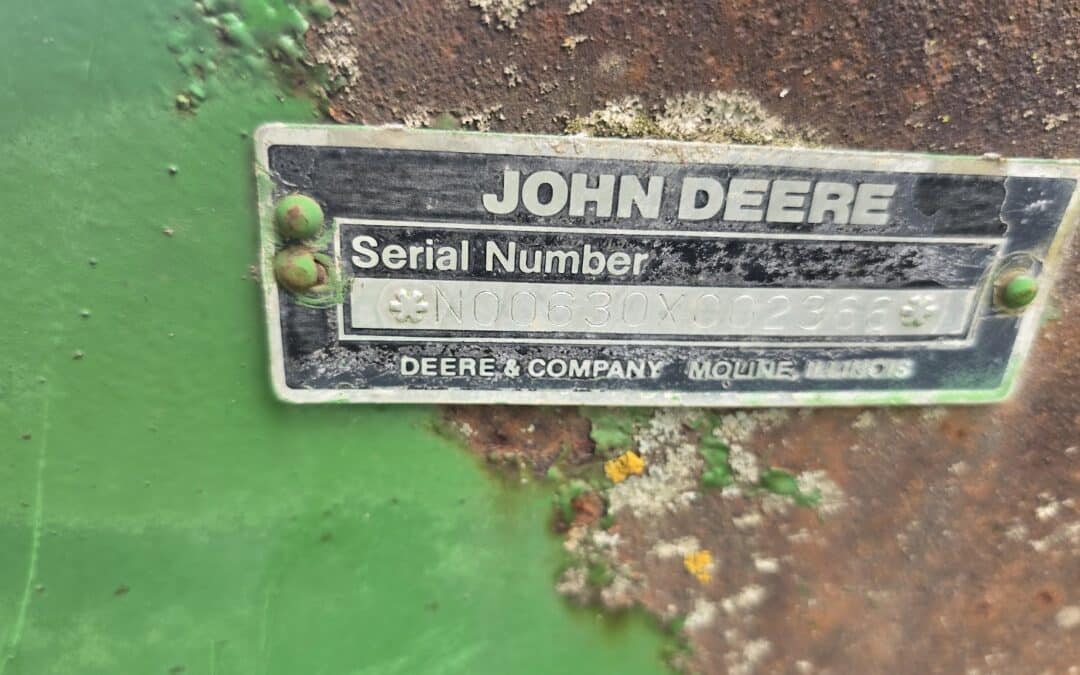 JOHN DEERE
Serial Number
*N00630X002366*
DEERE & COMPANY MOLINE, ILLINOIS